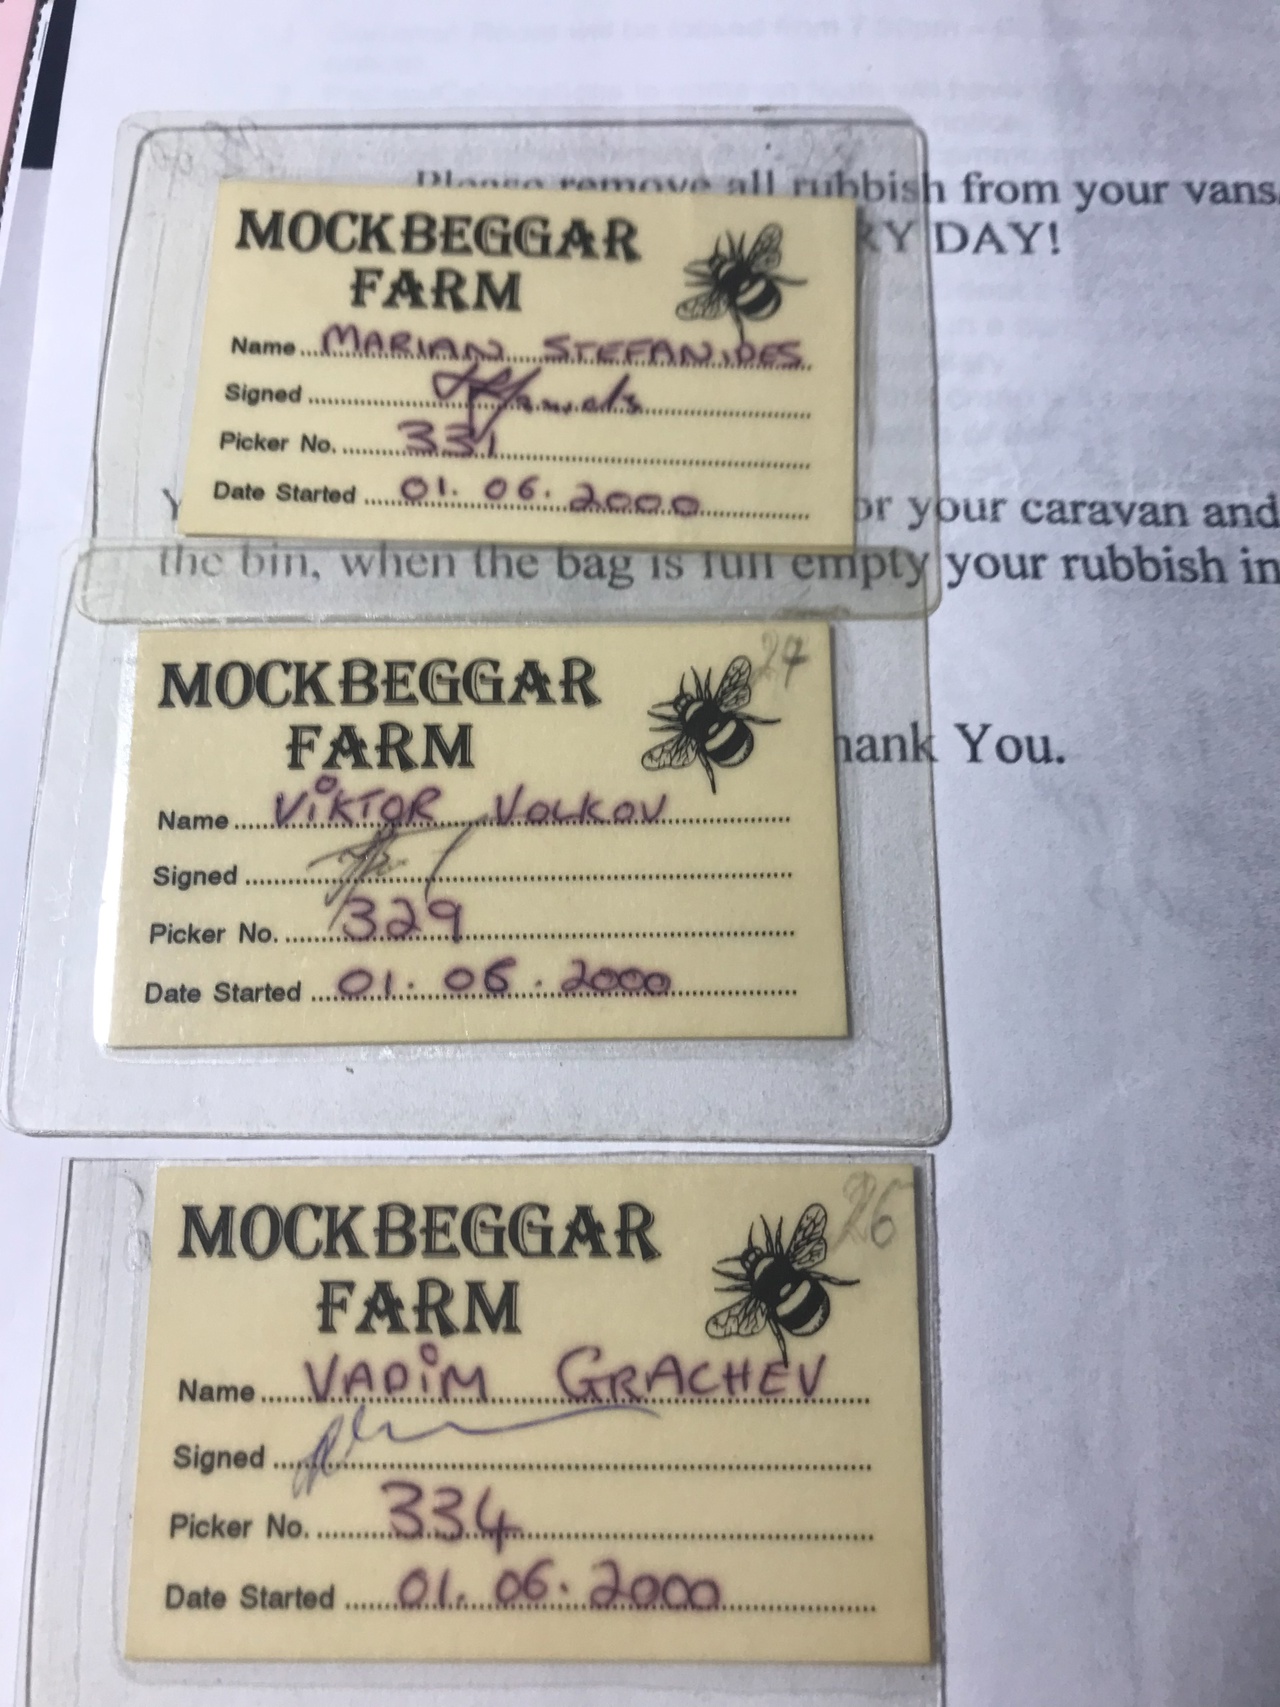 Please remove all rubbish from your vans
RY DAY!
MOCKBEGGAR
FARM
Name MARIAN STEFANIDES
Signed
Picker No. 331
Date Started 01.06.2000
or your caravan and
the bin, when the bag is full empty your rubbish in
MOCKBEGGAR
FARM
27
hank You.
Name VIKTOR VOLKOV
Signed
Picker No. 329
Date Started 01.06.2000
MOCKBEGGAR
FARM
26
Name VADIM GRACHEV
Signed
Picker No. 334
Date Started 01.06.2000